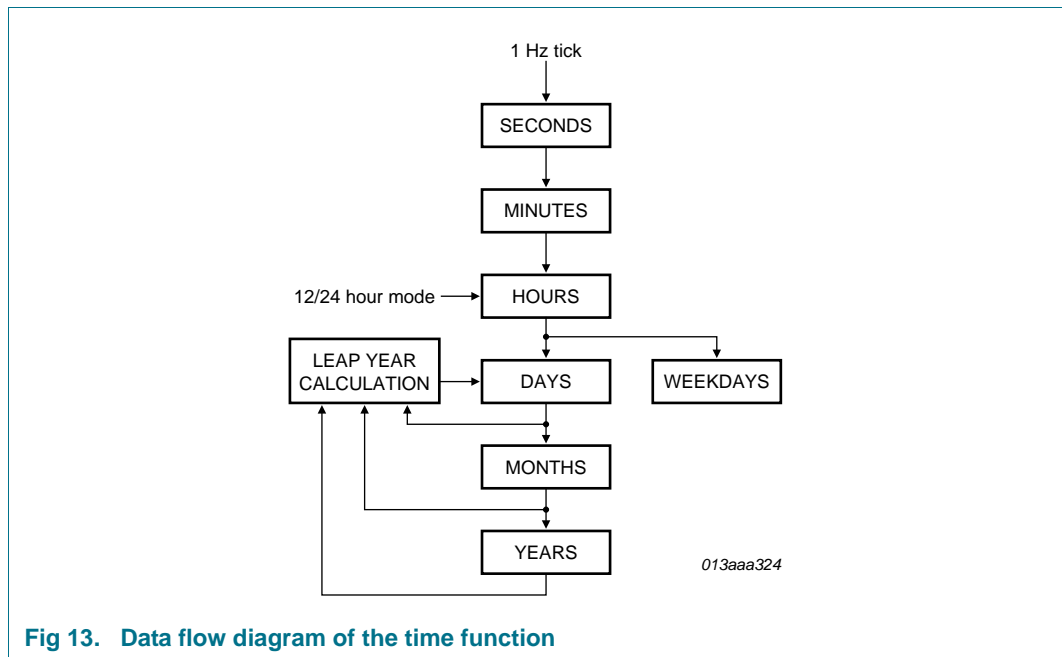 1 Hz tick
SECONDS
MINUTES
12/24 hour mode
HOURS
LEAP YEAR
CALCULATION
DAYS
WEEKDAYS
MONTHS
YEARS
013aaa324
Fig 13. Data flow diagram of the time function